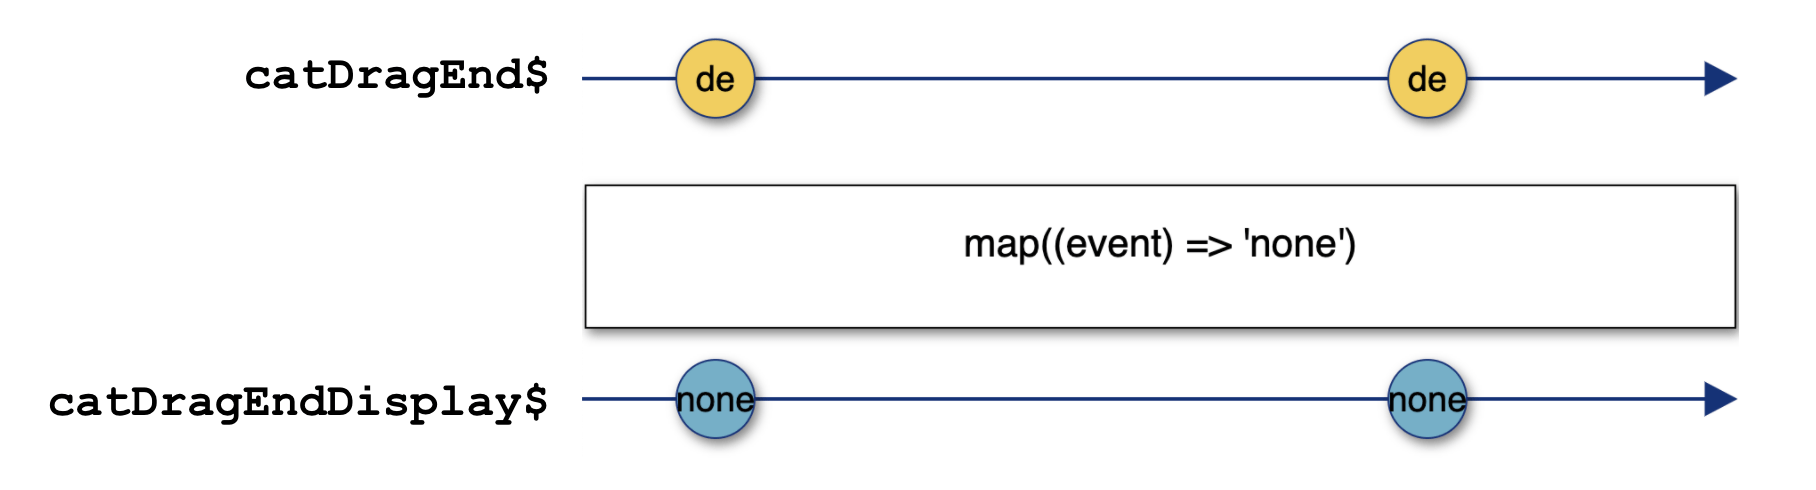 catDragEnd$ de de
map((event) => 'none')
catDragEndDisplay$ none none